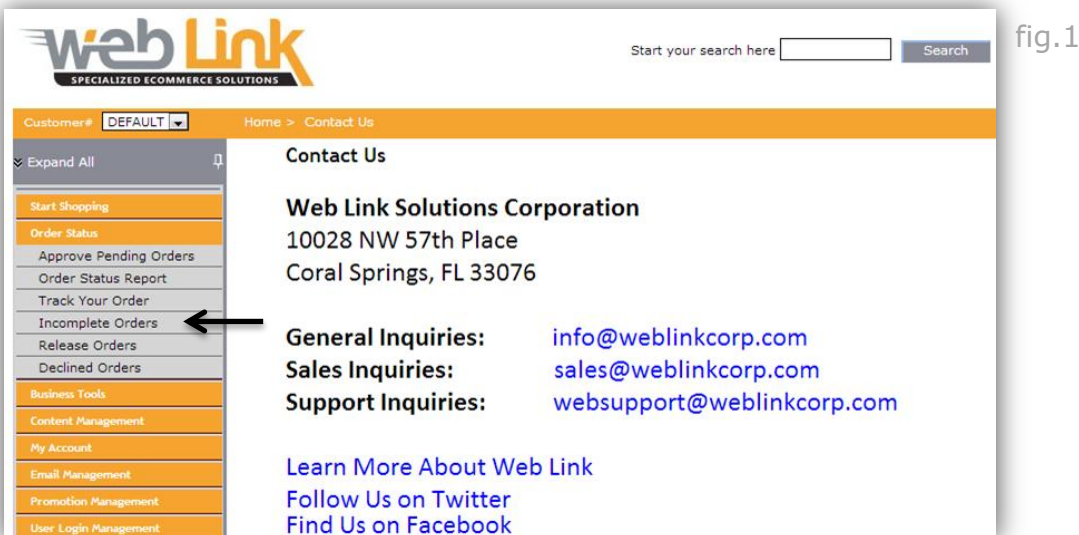 web Link
SPECIALIZED ECOMMERCE SOLUTIONS
Start your search here Search
fig.1
Customer# DEFAULT Home > Contact Us
Expand All
Start Shopping
Order Status
Approve Pending Orders
Order Status Report
Track Your Order
Incomplete Orders
Release Orders
Declined Orders
Business Tools
Content Management
My Account
Email Management
Promotion Management
User Login Management
Contact Us
Web Link Solutions Corporation
10028 NW 57th Place
Coral Springs, FL 33076
General Inquiries: info@weblinkcorp.com
Sales Inquiries: sales@weblinkcorp.com
Support Inquiries: websupport@weblinkcorp.com
Learn More About Web Link
Follow Us on Twitter
Find Us on Facebook